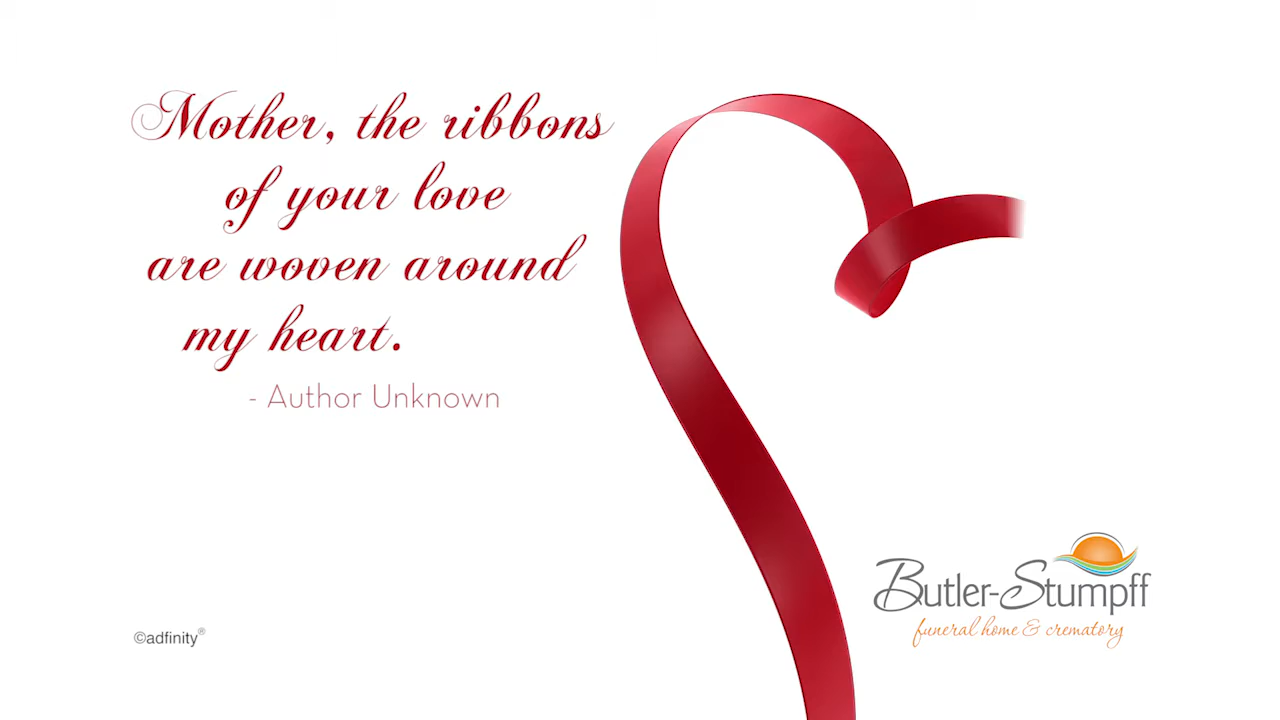 Mother, the ribbons
of your love
are woven around
my heart.
- Author Unknown
Butler-Stumpff
funeral home & crematory
©adfinity®